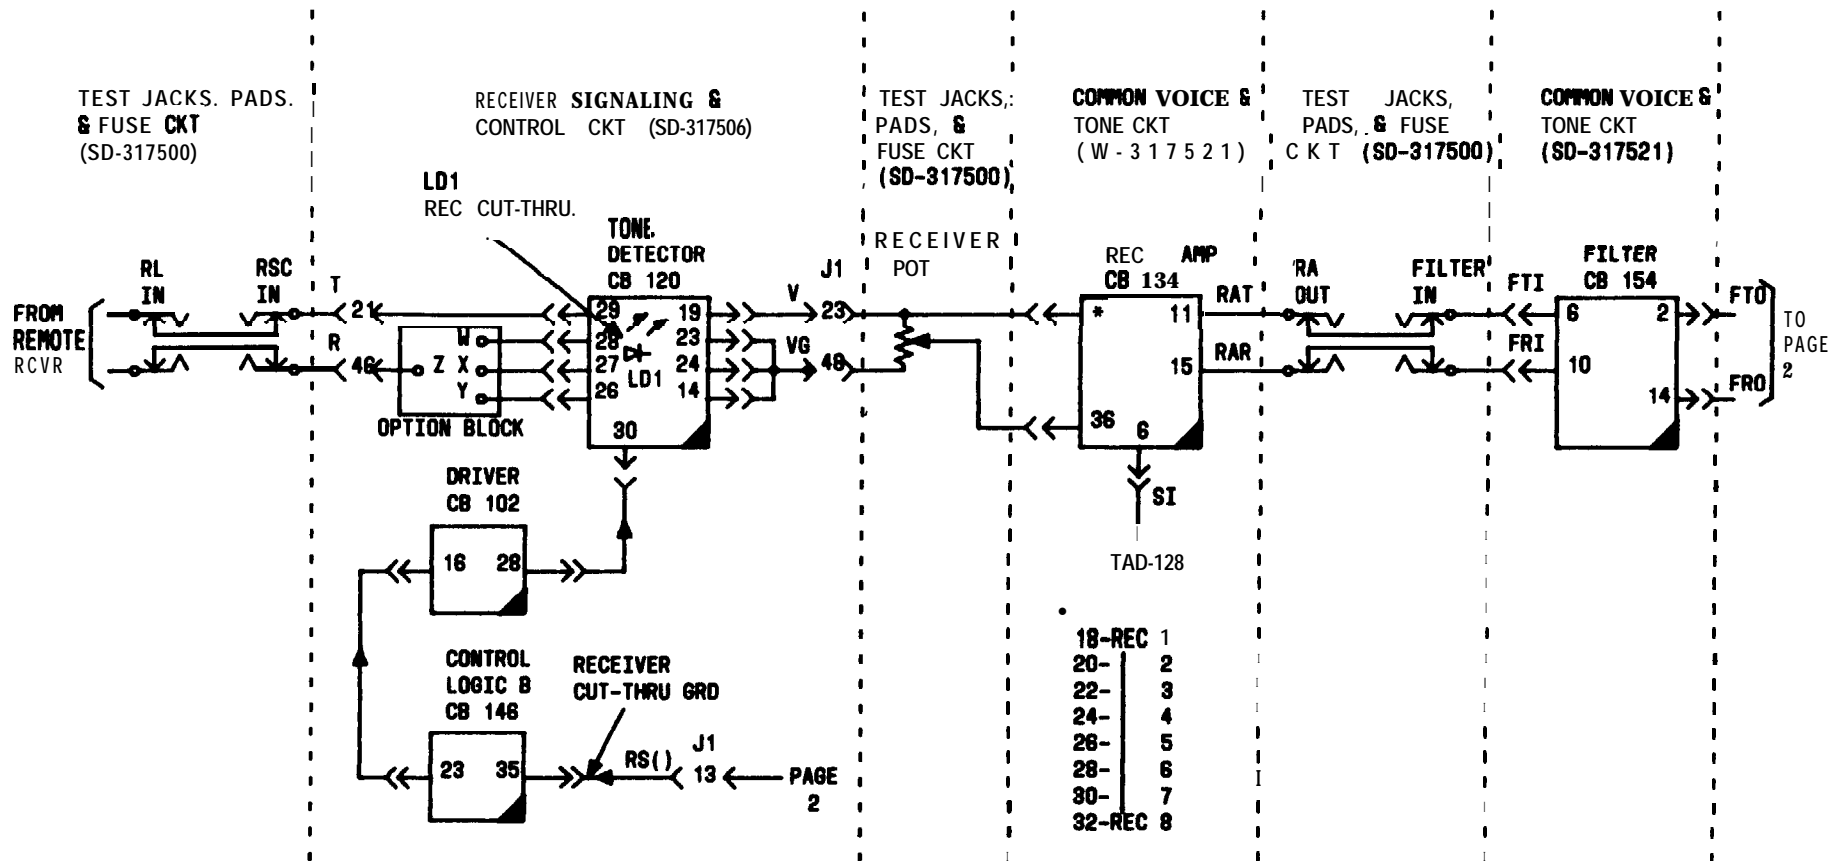 TEST JACKS. PADS.
& FUSE CKT
(SD-317500)
RECEIVER SIGNALING &
CONTROL CKT (SD-317506)
TEST JACKS,:
PADS, &
FUSE CKT
(SD-317500)
COMMON VOICE &
TONE CKT
(W-317521)
TEST JACKS,
PADS, & FUSE
CKT (SD-317500)
COMMON VOICE &
TONE CKT
(SD-317521)
LD1
REC CUT-THRU.
TONE.
DETECTOR
CB 120
RECEIVER
POT
REC AMP
CB 134
FILTER
CB 154
RL
IN
RSC
IN
T
21
R
46
FROM
REMOTE
RCVR
W
Z X
Y
OPTION BLOCK
29
28
27
26
LD1
19
23
24
14
30
V
VG
J1
23
48
*
11
15
36
6
RAT
RAR
SI
TAD-128
RA
OUT
FILTER
IN
FTI
FRI
6
10
2
14
FTO
FRO
TO
PAGE
2
DRIVER
CB 102
16 28
CONTROL
LOGIC B
CB 146
23 35
RECEIVER
CUT-THRU GRD
RS()
J1
13
PAGE
2
•
18-REC 1
20- 2
22- 3
24- 4
26- 5
28- 6
30- 7
32-REC 8